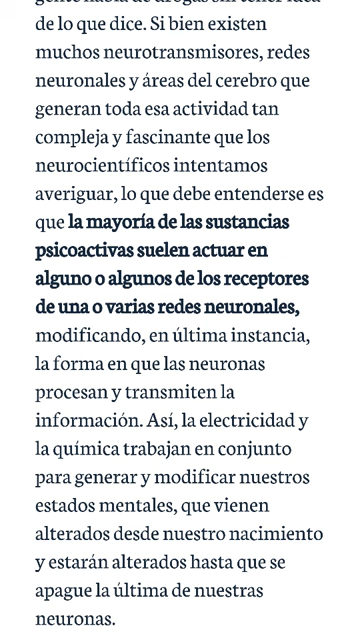 de lo que dice. Si bien existen
muchos neurotransmisores, redes
neuronales y áreas del cerebro que
generan toda esa actividad tan
compleja y fascinante que los
neurocientíficos intentamos
averiguar, lo que debe entenderse es
que la mayoría de las sustancias
psicoactivas suelen actuar en
alguno o algunos de los receptores
de una o varias redes neuronales,
modificando, en última instancia,
la forma en que las neuronas
procesan y transmiten la
información. Así, la electricidad y
la química trabajan en conjunto
para generar y modificar nuestros
estados mentales, que vienen
alterados desde nuestro nacimiento
y estarán alterados hasta que se
apague la última de nuestras
neuronas.